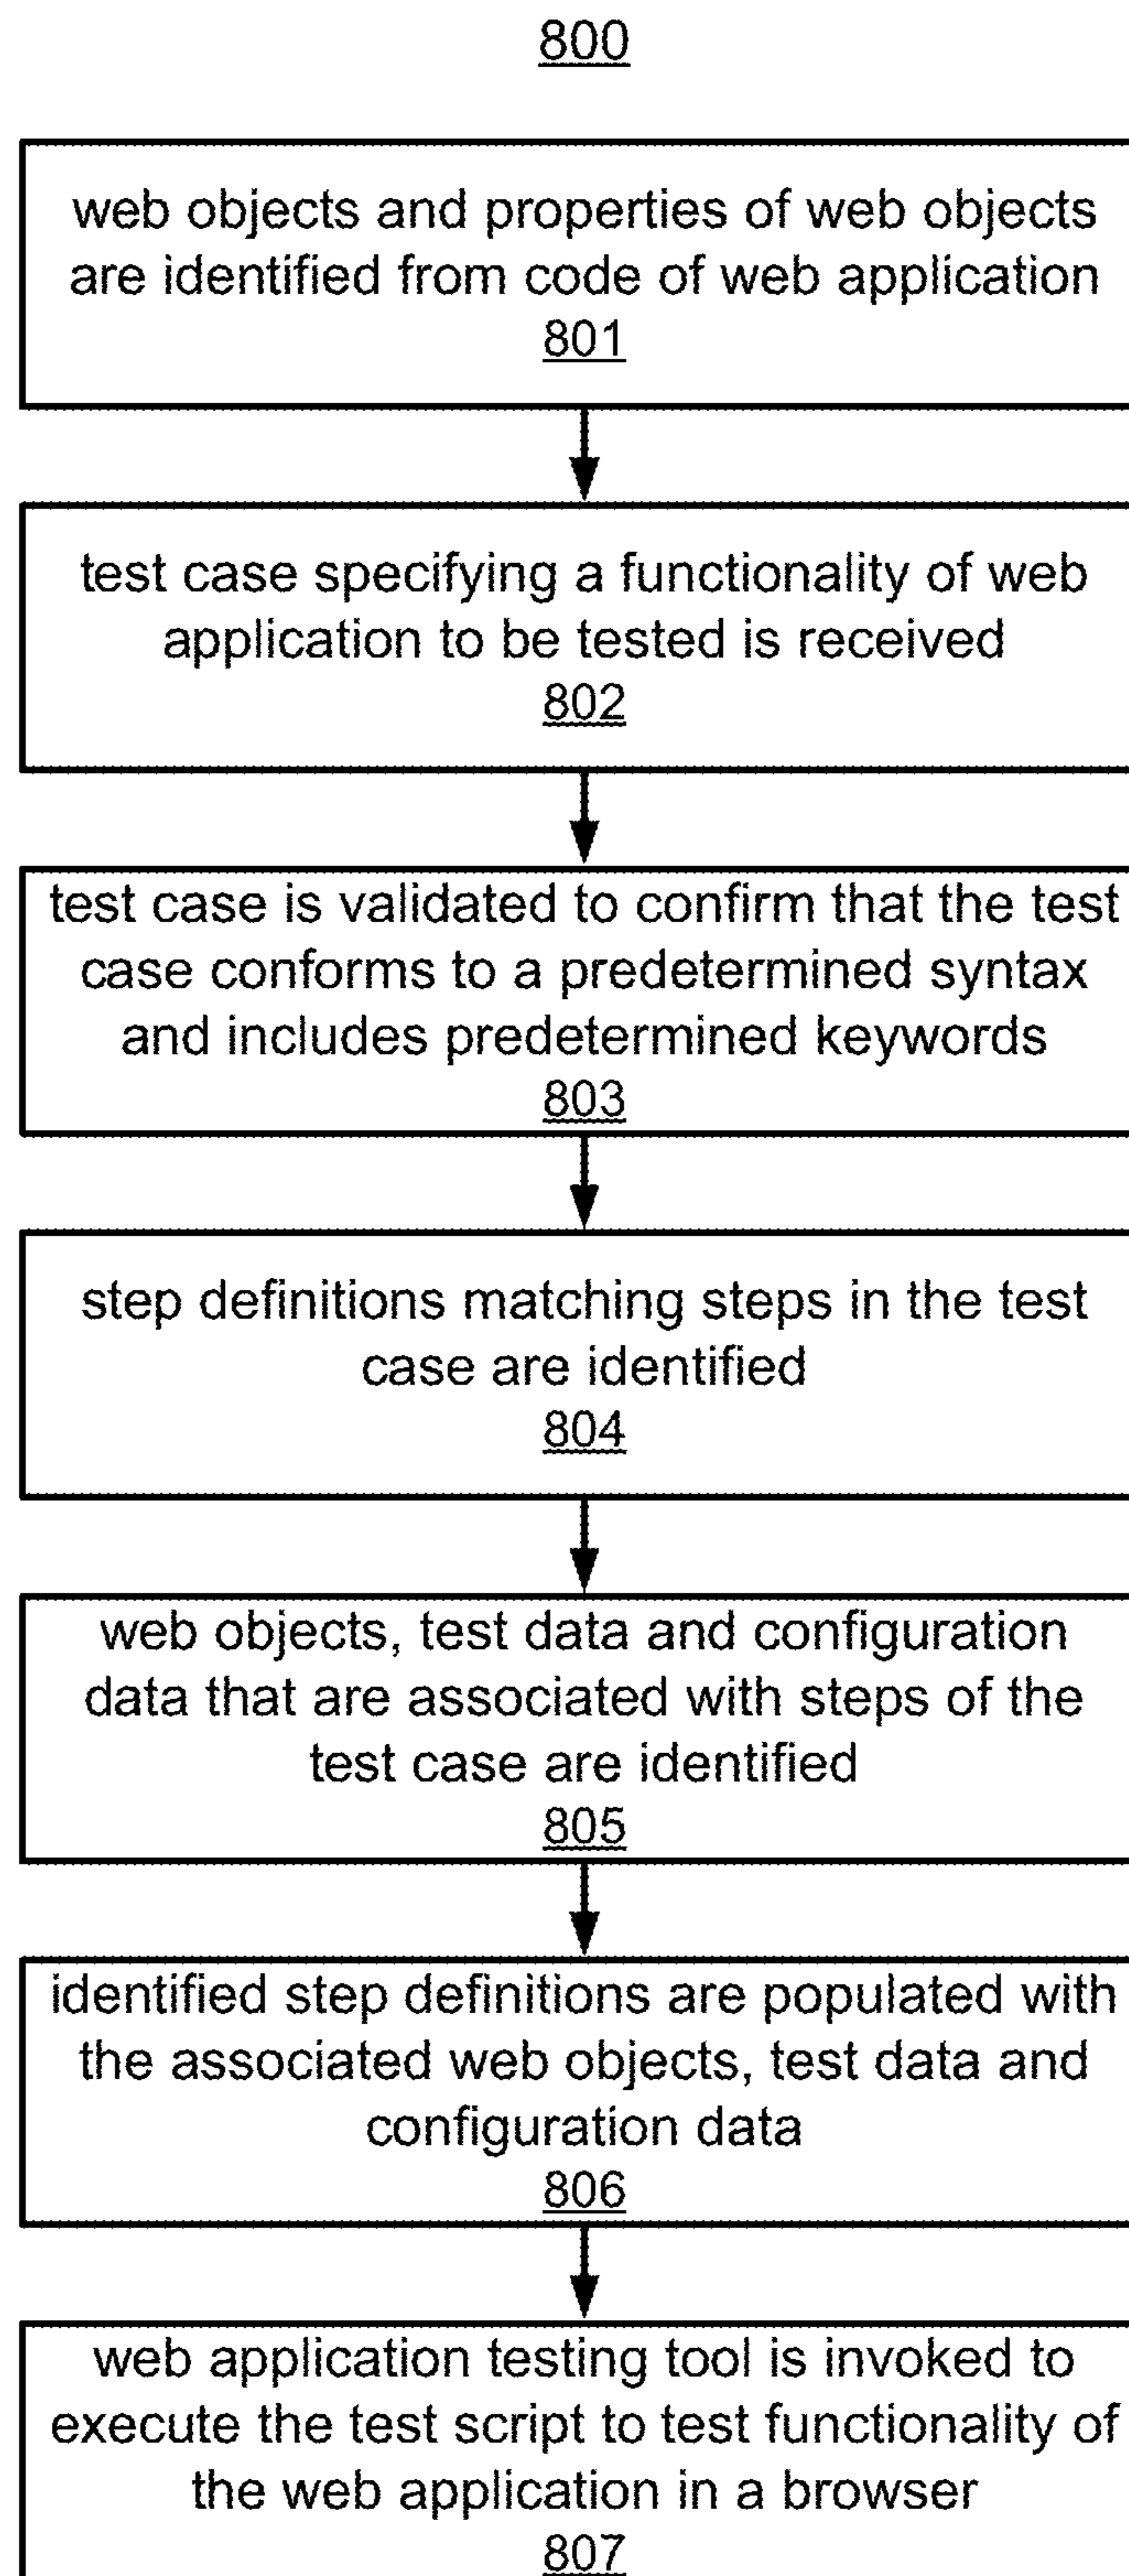 800
web objects and properties of web objects
are identified from code of web application
801
test case specifying a functionality of web
application to be tested is received
802
test case is validated to confirm that the test
case conforms to a predetermined syntax
and includes predetermined keywords
803
step definitions matching steps in the test
case are identified
804
web objects, test data and configuration
data that are associated with steps of the
test case are identified
805
identified step definitions are populated with
the associated web objects, test data and
configuration data
806
web application testing tool is invoked to
execute the test script to test functionality of
the web application in a browser
807